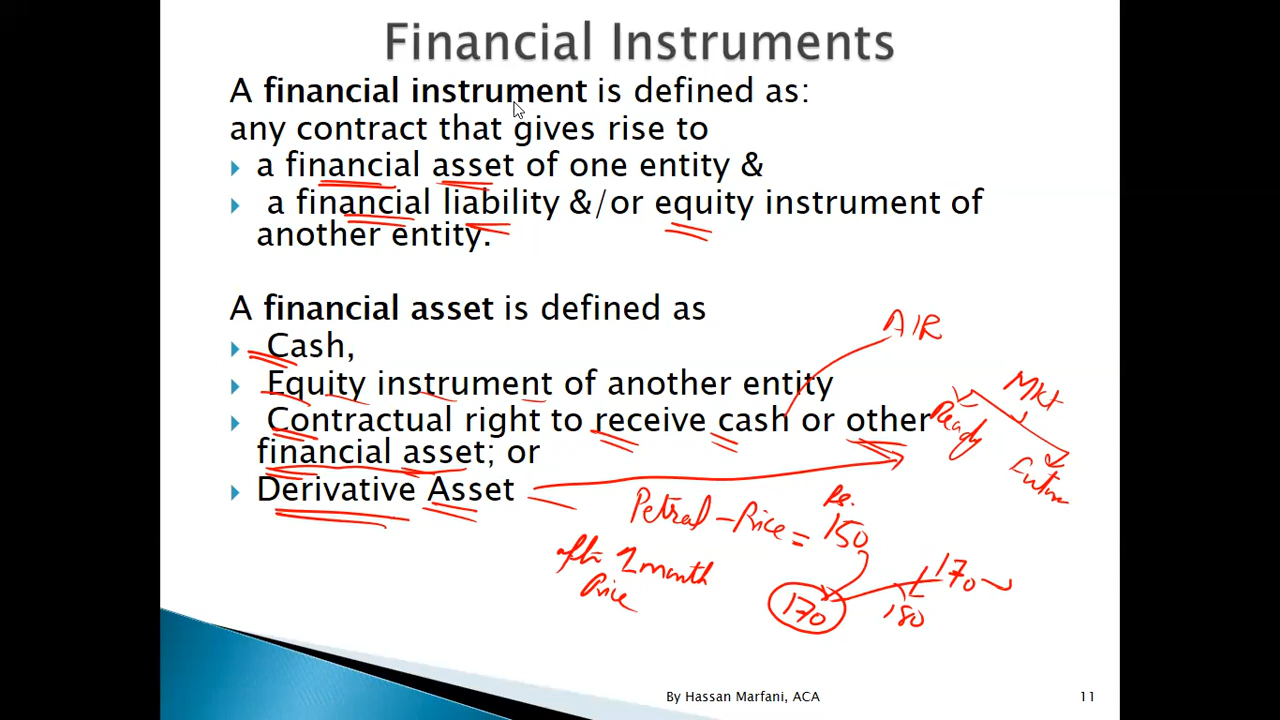 Financial Instruments
A financial instrument is defined as:
any contract that gives rise to
a financial asset of one entity &
a financial liability &/or equity instrument of
another entity.
A financial asset is defined as
Cash,
Equity instrument of another entity
Contractual right to receive cash or other
financial asset; or
Derivative Asset
A/R
Mkt
Ready
Future
Petral - Price = 150
after 2 month
Price
170
170
180
By Hassan Marfani, ACA
11